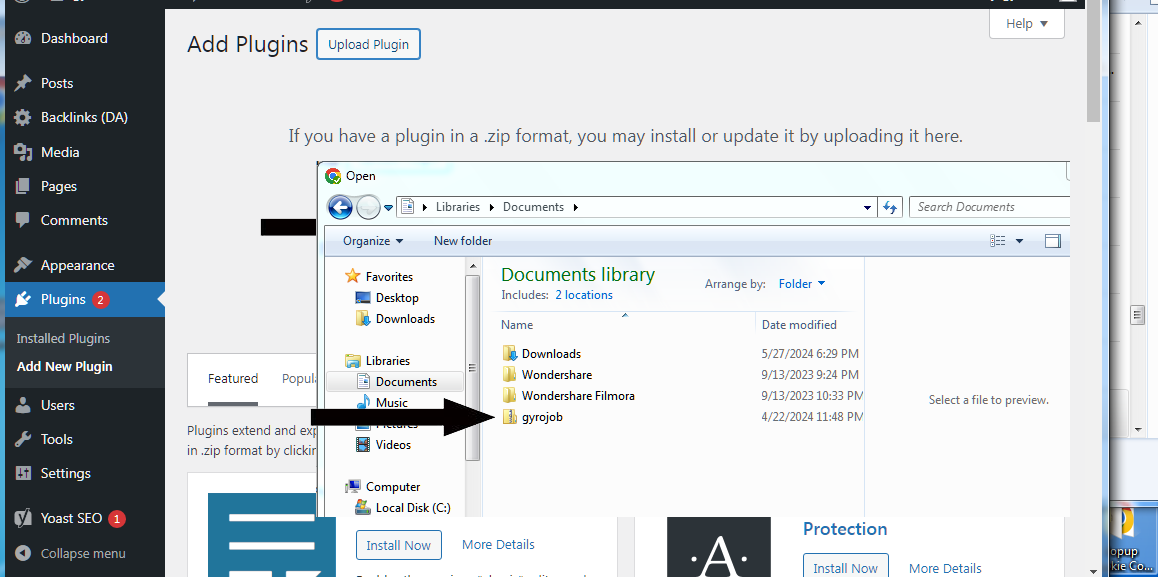 Help
Add Plugins
Upload Plugin
Dashboard
Posts
Backlinks (DA)
Media
Pages
Comments
Appearance
Plugins 2
Installed Plugins
Add New Plugin
Users
Tools
Settings
Yoast SEO 1
Collapse menu
If you have a plugin in a .zip format, you may install or update it by uploading it here.
Open
Libraries
Documents
Search Documents
Organize
New folder
Favorites
Desktop
Downloads
Libraries
Documents
Music
Pictures
Videos
Computer
Local Disk (C:)
Documents library
Includes: 2 locations
Arrange by: Folder
Name Date modified
Downloads 5/27/2024 6:29 PM
Wondershare 9/13/2023 9:24 PM
Wondershare Filmora 9/13/2023 10:33 PM
gyrojob 4/22/2024 11:48 PM
Select a file to preview.
Featured
Popula
Plugins extend and exp
in .zip format by clickin
Install Now
More Details
A
Protection
Install Now
More Details
opup
kie Co...